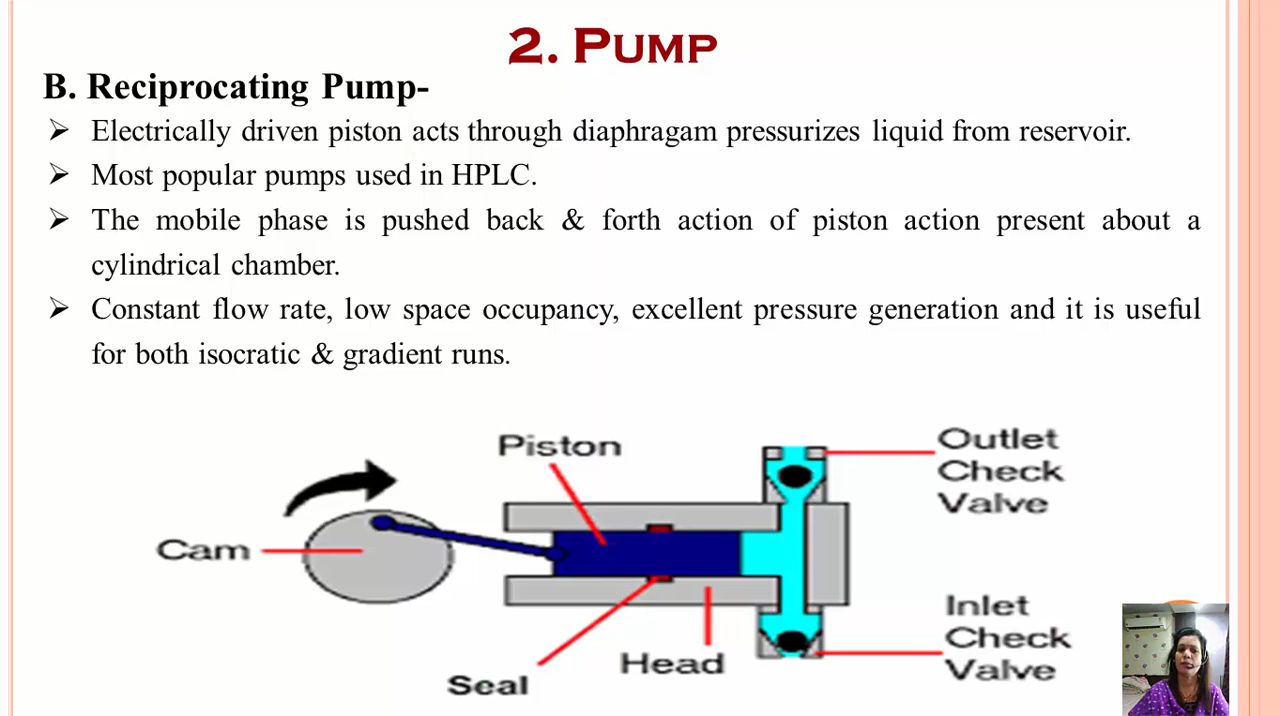 2. PUMP
B. Reciprocating Pump-
➢ Electrically driven piston acts through diaphragam pressurizes liquid from reservoir.
➢ Most popular pumps used in HPLC.
➢ The mobile phase is pushed back & forth action of piston action present about a
cylindrical chamber.
➢ Constant flow rate, low space occupancy, excellent pressure generation and it is useful
for both isocratic & gradient runs.
Piston
Outlet
Check
Valve
Cam
Inlet
Check
Valve
Head
Seal